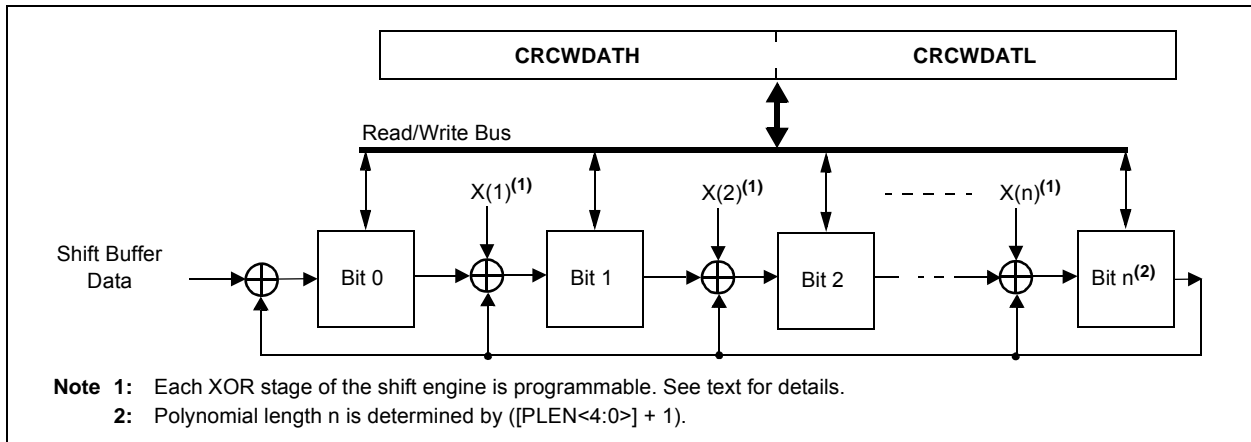 CRCWDATH CRCWDATL
Read/Write Bus
X(1)(1) X(2)(1) X(n)(1)
Shift Buffer
Data
Bit 0 Bit 1 Bit 2 Bit n(2)
Note 1: Each XOR stage of the shift engine is programmable. See text for details.
2: Polynomial length n is determined by ([PLEN<4:0>] + 1).